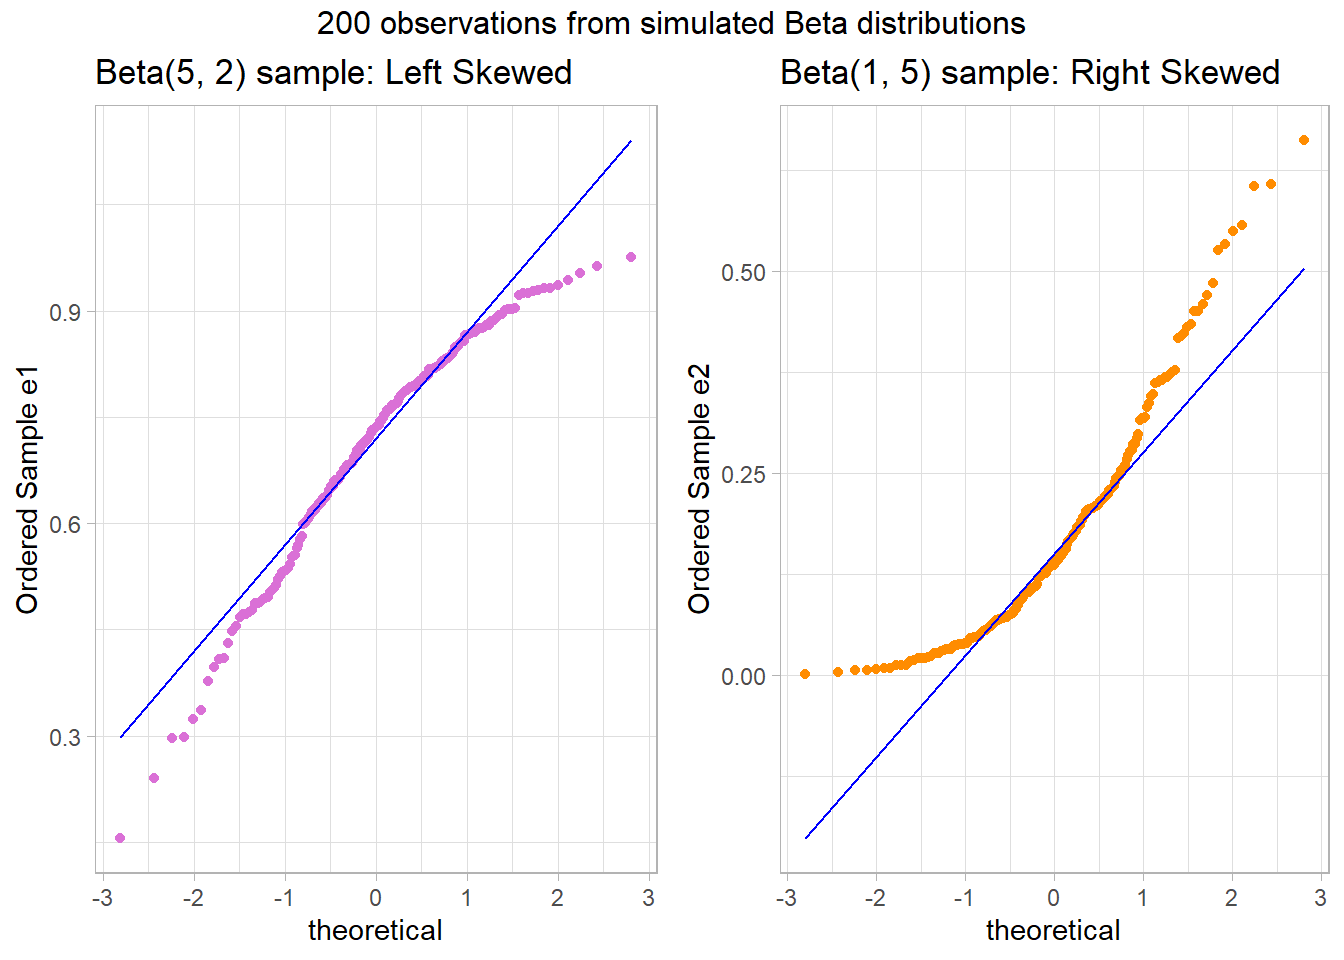 200 observations from simulated Beta distributions
Beta(5, 2) sample: Left Skewed
Ordered Sample e1
0.9
0.6
0.3
-3 -2 -1 0 1 2 3
theoretical
Beta(1, 5) sample: Right Skewed
Ordered Sample e2
0.50
0.25
0.00
-3 -2 -1 0 1 2 3
theoretical